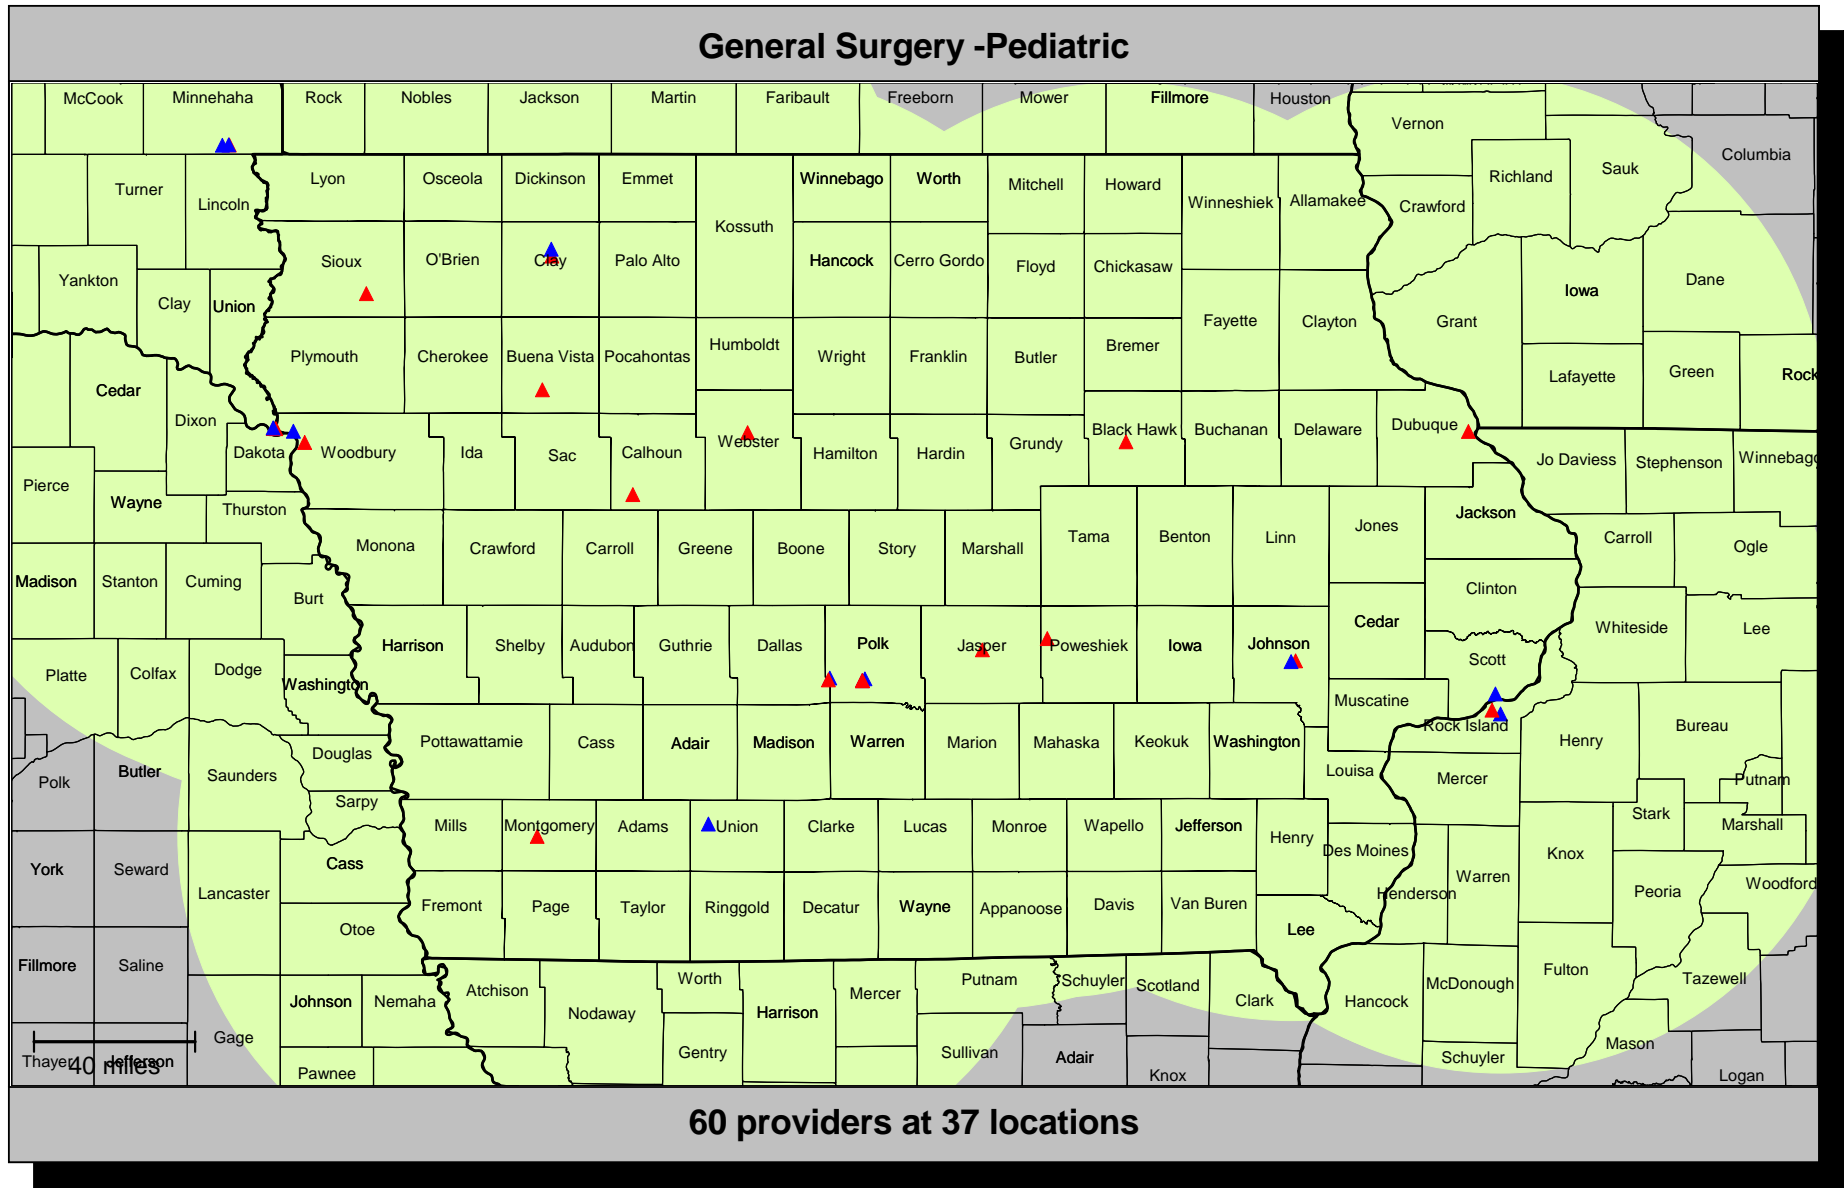 General Surgery -Pediatric
McCook Minnehaha Rock Nobles Jackson Martin Faribault Freeborn Mower Fillmore Houston
Vernon
Columbia
Sauk
Richland
Turner Lyon Osceola Dickinson Emmet Winnebago Worth Mitchell Howard
Lincoln Winneshiek Allamakee Crawford
Kossuth
Yankton Sioux O'Brien Clay Palo Alto Hancock Cerro Gordo Floyd Chickasaw Dane
Clay Union Iowa
Fayette Clayton Grant
Plymouth Cherokee Buena Vista Pocahontas Humboldt Wright Franklin Butler Bremer
Lafayette Green Rock
Cedar
Dixon
Dakota Woodbury Ida Sac Calhoun Webster Hamilton Hardin Grundy Black Hawk Buchanan Delaware Dubuque
Jo Daviess Stephenson Winnebago
Pierce
Wayne Thurston Jackson
Monona Crawford Carroll Greene Boone Story Marshall Tama Benton Linn Jones Carroll Ogle
Madison Stanton Cuming Burt Clinton
Harrison Shelby Audubon Guthrie Dallas Polk Jasper Poweshiek Iowa Johnson Cedar Whiteside Lee
Scott
Platte Colfax Dodge Washington
Muscatine Rock Island Henry Bureau
Pottawattamie Cass Adair Madison Warren Marion Mahaska Keokuk Washington
Douglas
Polk Butler Saunders Louisa Mercer Putnam
Sarpy
Mills Montgomery Adams Union Clarke Lucas Monroe Wapello Jefferson Henry Stark Marshall
Des Moines Knox
York Seward Cass
Lancaster Henderson Warren Peoria Woodford
Fremont Page Taylor Ringgold Decatur Wayne Appanoose Davis Van Buren
Otoe Lee
Fillmore Saline
Johnson Nemaha Atchison Nodaway Worth Harrison Mercer Putnam Schuyler Scotland Clark Hancock McDonough Fulton Tazewell
Gage
Gentry Sullivan Adair Schuyler Mason
Thayer Jefferson
40 miles
Pawnee Knox Logan
60 providers at 37 locations